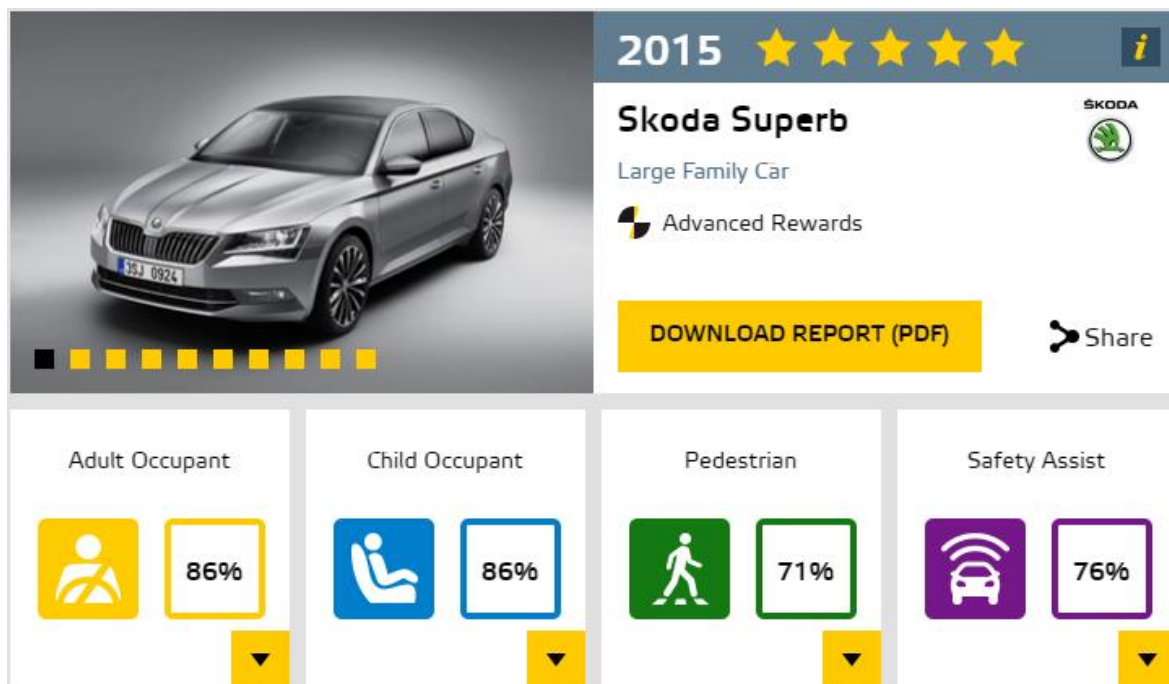 2015
i
Skoda Superb
ŠKODA
Large Family Car
Advanced Rewards
DOWNLOAD REPORT (PDF)
Share
3SJ 0924
Adult Occupant
Child Occupant
Pedestrian
Safety Assist
86%
86%
71%
76%